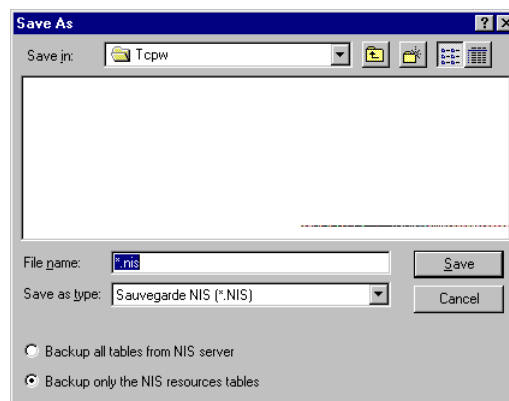 Save As
Save in: Tcpw
File name: *.nis Save
Save as type: Sauvegarde NIS (*.NIS) Cancel
Backup all tables from NIS server
Backup only the NIS resources tables